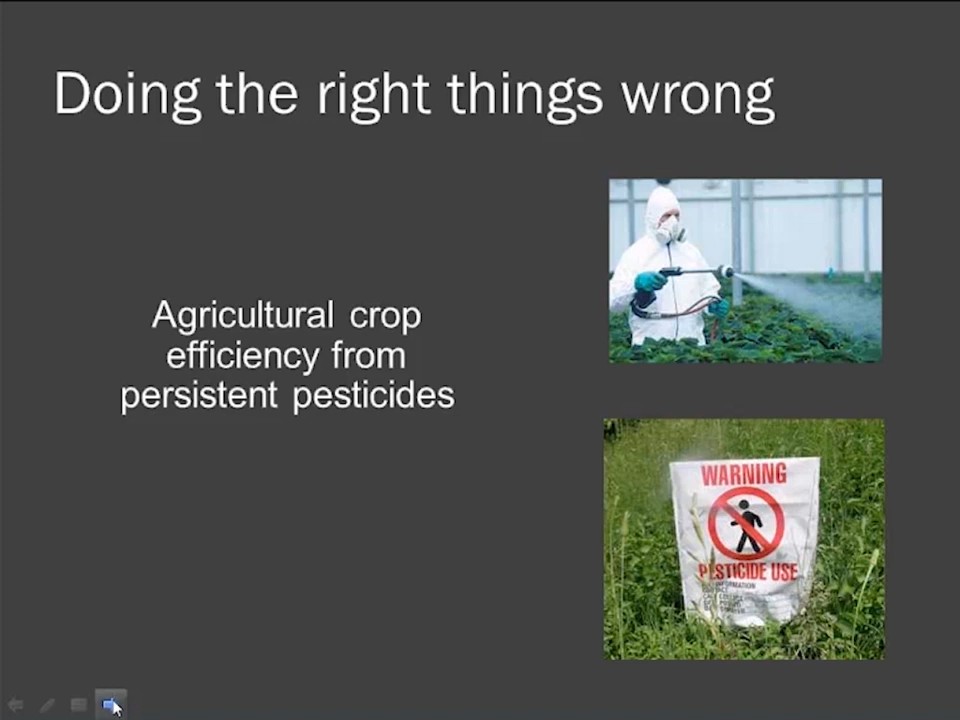 Doing the right things wrong
Agricultural crop
efficiency from
persistent pesticides
WARNING
PESTICIDE USE